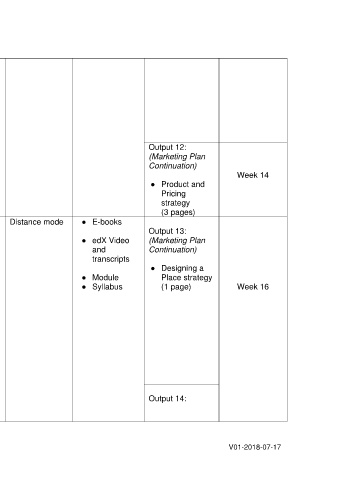 Output 12:
(Marketing Plan
Continuation)
● Product and
Pricing
strategy
(3 pages)
Week 14
Distance mode
● E-books
● edX Video
and
transcripts
● Module
● Syllabus
Output 13:
(Marketing Plan
Continuation)
● Designing a
Place strategy
(1 page)
Week 16
Output 14:
V01-2018-07-17